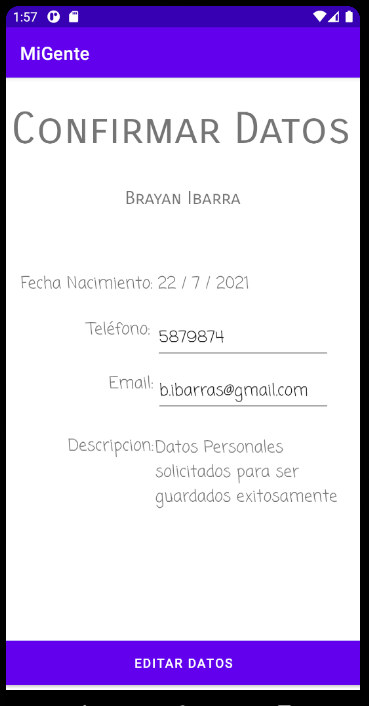 1:57
MiGente
Confirmar Datos
Brayan Ibarra
Fecha Nacimiento: 22 / 7 / 2021
Teléfono: 5879874
Email: b.ibarras@gmail.com
Descripcion: Datos Personales
solicitados para ser
guardados exitosamente
EDITAR DATOS